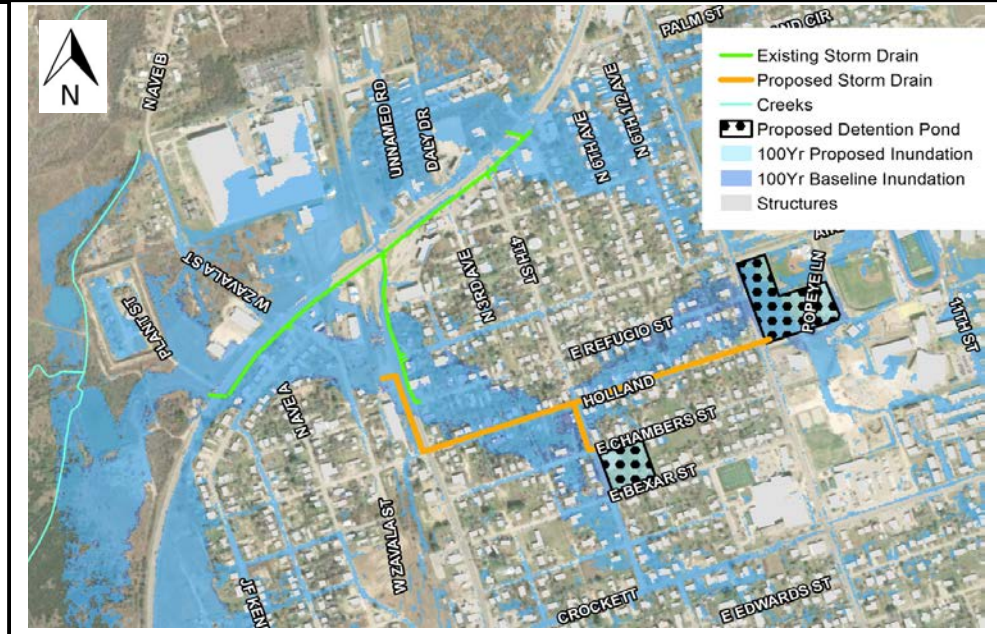 N
N AVE B
PALM ST
UNNAMED RD
DALY DR
N 6TH AVE
N 6TH 1/2 AVE
Existing Storm Drain
Proposed Storm Drain
Creeks
Proposed Detention Pond
100Yr Proposed Inundation
100Yr Baseline Inundation
Structures
W ZAVALA ST
PLANT ST
N 3RD AVE
4TH ST
POPEYE LN
11TH ST
E REFUGIO ST
HOLLAND
N AVE A
E CHAMBERS ST
E BEXAR ST
W ZAVALA ST
CROCKETT
E EDWARDS ST